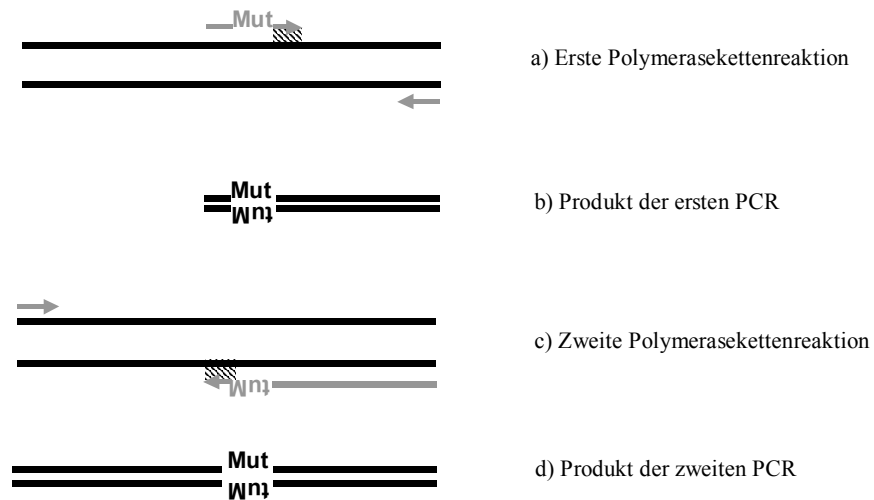 Mut
a) Erste Polymerasekettenreaktion
Mut
Mut
b) Produkt der ersten PCR
c) Zweite Polymerasekettenreaktion
Mut
Mut
Mut
d) Produkt der zweiten PCR